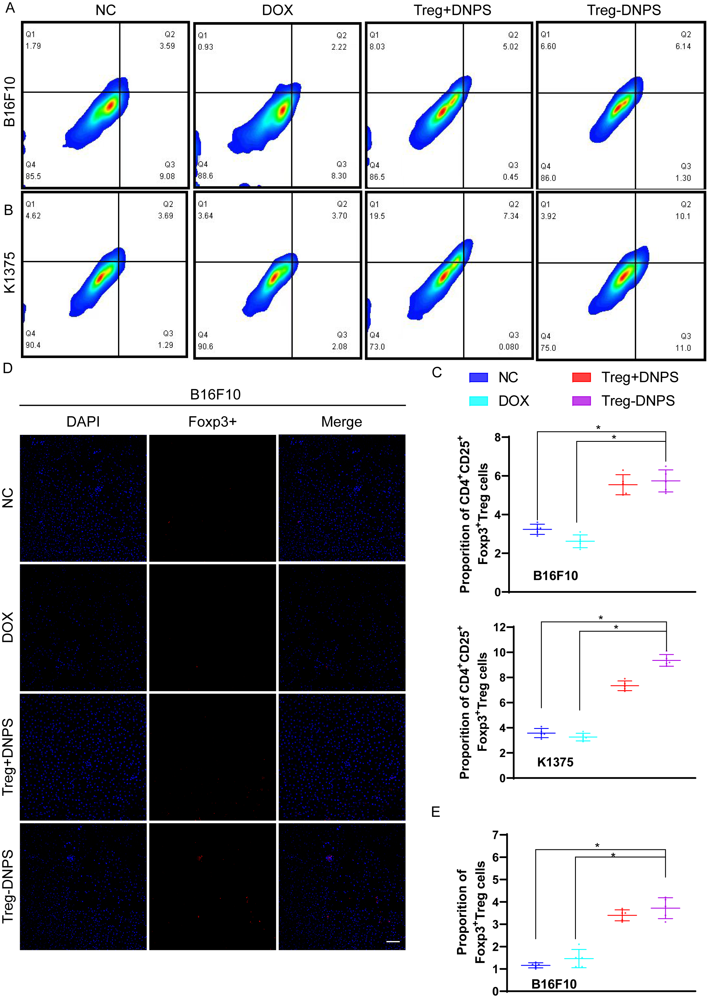 A
NC
DOX
Treg+DNPS
Treg-DNPS
B16F10
Q1
1.79
Q2
3.59
Q4
85.5
Q3
9.08
Q1
0.93
Q2
2.22
Q4
88.6
Q3
8.30
Q1
8.03
Q2
5.02
Q4
86.5
Q3
0.45
Q1
6.60
Q2
6.14
Q4
86.0
Q3
1.30
B
K1375
Q1
4.62
Q2
3.69
Q4
90.4
Q3
1.29
Q1
3.64
Q2
3.70
Q4
90.6
Q3
2.08
Q1
19.5
Q2
7.34
Q4
73.0
Q3
0.080
Q1
3.92
Q2
10.1
Q4
75.0
Q3
11.0
D
B16F10
DAPI
Foxp3+
Merge
NC
DOX
Treg+DNPS
Treg-DNPS
C
NC
Treg+DNPS
DOX
Treg-DNPS
Proporition of CD4+CD25+
Foxp3+Treg cells
8
6
4
2
0
*
*
B16F10
Proporition of CD4+CD25+
Foxp3+Treg cells
12
10
8
6
4
2
0
*
*
K1375
E
Proporition of
Foxp3+Treg cells
7
6
5
4
3
2
1
0
*
*
B16F10